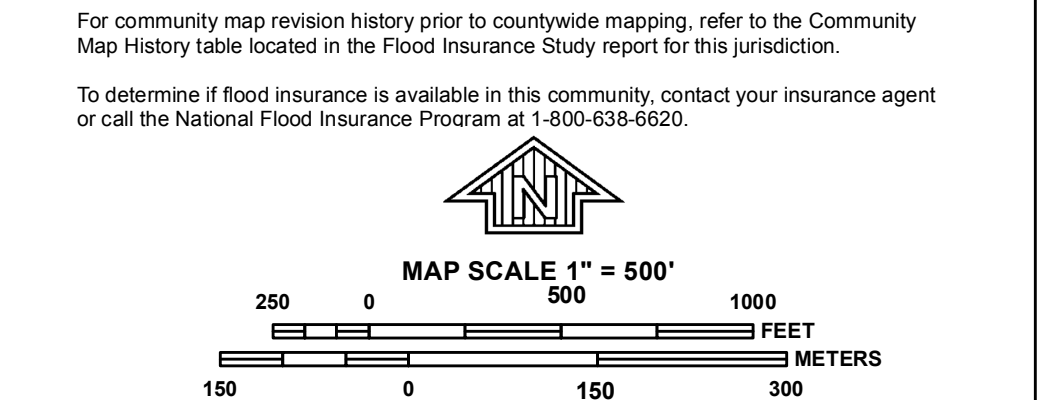 For community map revision history prior to countywide mapping, refer to the Community
Map History table located in the Flood Insurance Study report for this jurisdiction.
To determine if flood insurance is available in this community, contact your insurance agent
or call the National Flood Insurance Program at 1-800-638-6620.
N
MAP SCALE 1" = 500'
250 0 500 1000
FEET
METERS
150 0 150 300